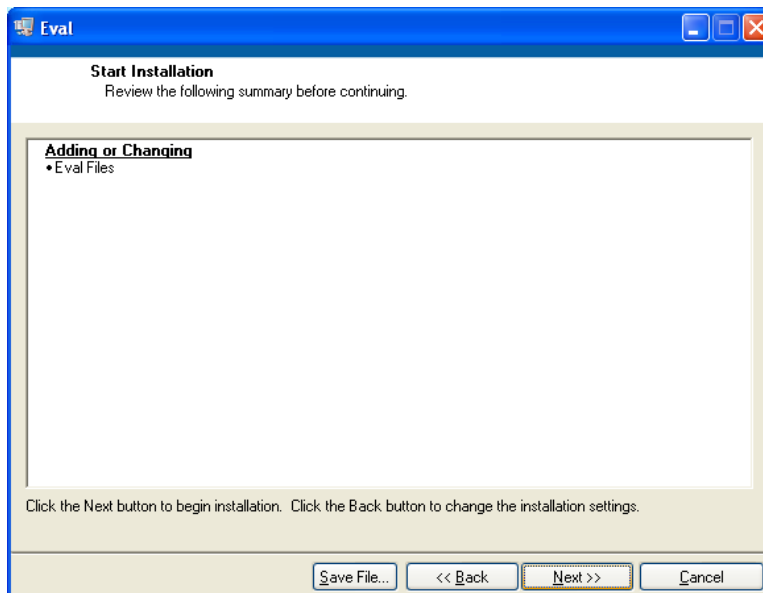 Eval
Start Installation
Review the following summary before continuing.
Adding or Changing
•Eval Files
Click the Next button to begin installation.  Click the Back button to change the installation settings.
Save File... << Back Next >> Cancel